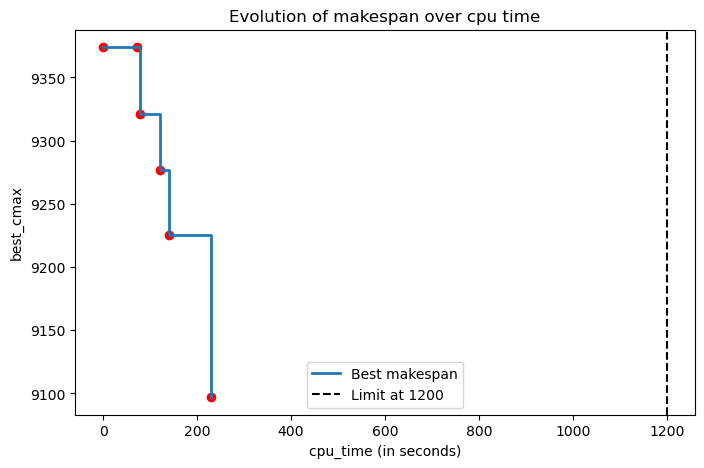 Evolution of makespan over cpu time
best_cmax
9350
9300
9250
9200
9150
9100
0 200 400 600 800 1000 1200
cpu_time (in seconds)
Best makespan
Limit at 1200